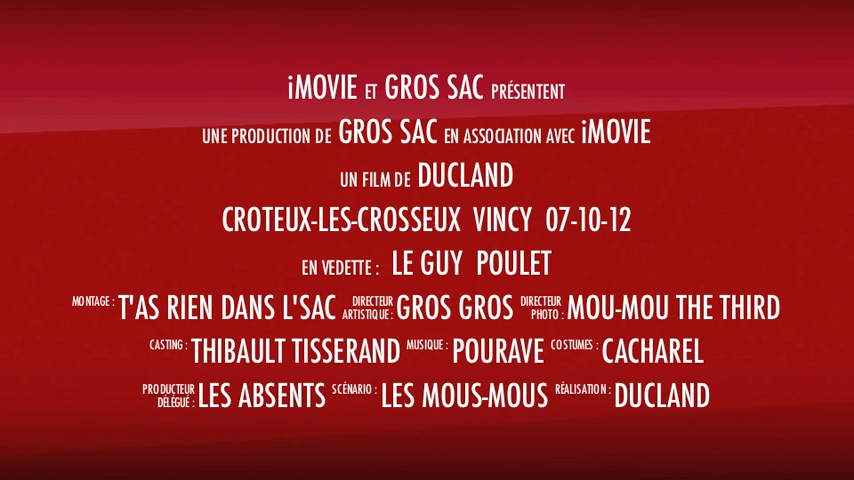 iMOVIE ET GROS SAC PRÉSENTENT
UNE PRODUCTION DE GROS SAC EN ASSOCIATION AVEC iMOVIE
UN FILM DE DUCLAND
CROTEUX-LES-CROSSEUX VINCY 07-10-12
EN VEDETTE : LE GUY POULET
MONTAGE : T'AS RIEN DANS L'SAC DIRECTEUR ARTISTIQUE : GROS GROS DIRECTEUR PHOTO : MOU-MOU THE THIRD
CASTING : THIBAULT TISSERAND MUSIQUE : POURAVE COSTUMES : CACHAREL
PRODUCTEUR DÉLÉGUÉ : LES ABSENTS SCÉNARIO : LES MOUS-MOUS RÉALISATION : DUCLAND